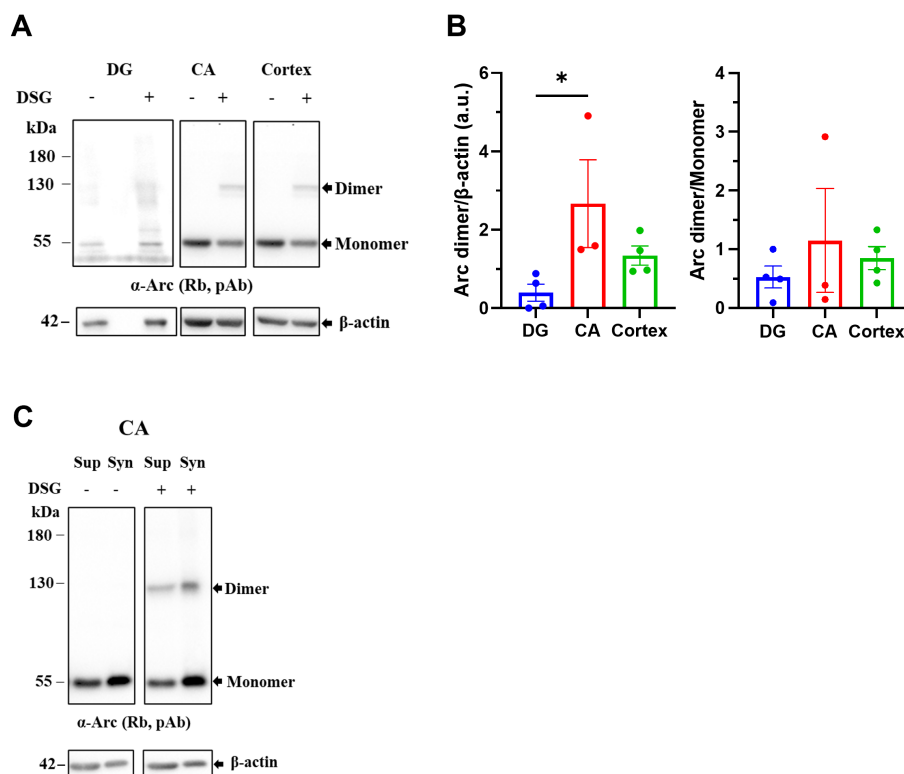 A
DG CA Cortex
DSG - + - + - +
kDa
180
130
Dimer
55
Monomer
α-Arc (Rb, pAb)
42
β-actin
B
Arc dimer/β-actin (a.u.)
6
4
2
0
*
DG CA Cortex
Arc dimer/Monomer
4
3
2
1
0
DG CA Cortex
C
CA
Sup Syn Sup Syn
DSG - - + +
kDa
180
130
Dimer
55
Monomer
α-Arc (Rb, pAb)
42
β-actin